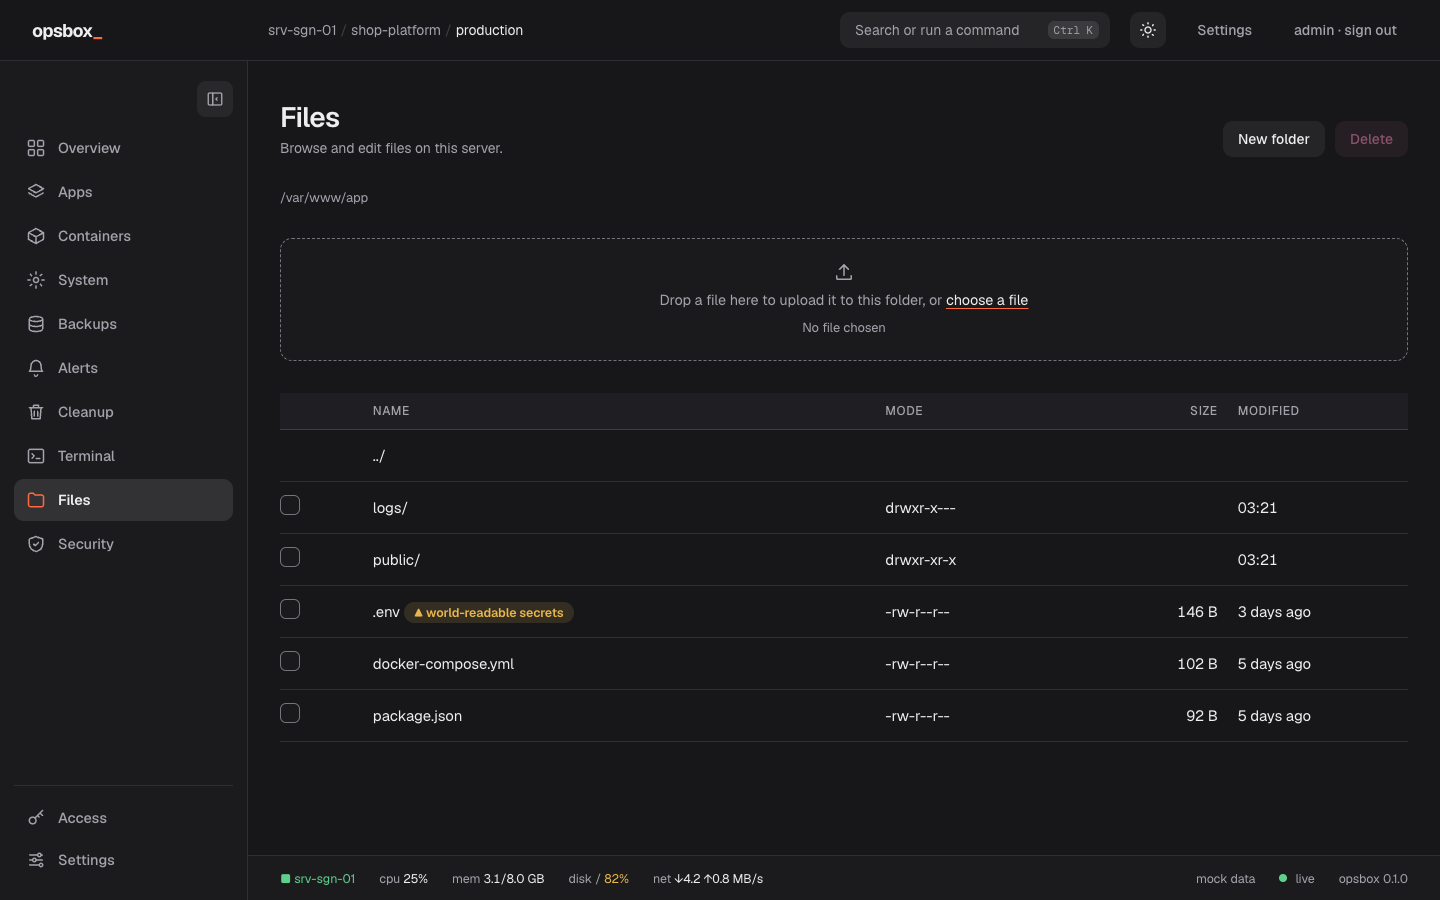 opsbox_
srv-sgn-01 / shop-platform / production
Search or run a command Ctrl K
Settings
admin · sign out
Overview
Apps
Containers
System
Backups
Alerts
Cleanup
Terminal
Files
Security
Access
Settings
Files
Browse and edit files on this server.
New folder
Delete
/var/www/app
Drop a file here to upload it to this folder, or choose a file
No file chosen
NAME MODE SIZE MODIFIED
../
logs/ drwxr-x--- 03:21
public/ drwxr-xr-x 03:21
.env ▲ world-readable secrets -rw-r--r-- 146 B 3 days ago
docker-compose.yml -rw-r--r-- 102 B 5 days ago
package.json -rw-r--r-- 92 B 5 days ago
srv-sgn-01 cpu 25% mem 3.1/8.0 GB disk / 82% net ↓4.2 ↑0.8 MB/s mock data live opsbox 0.1.0